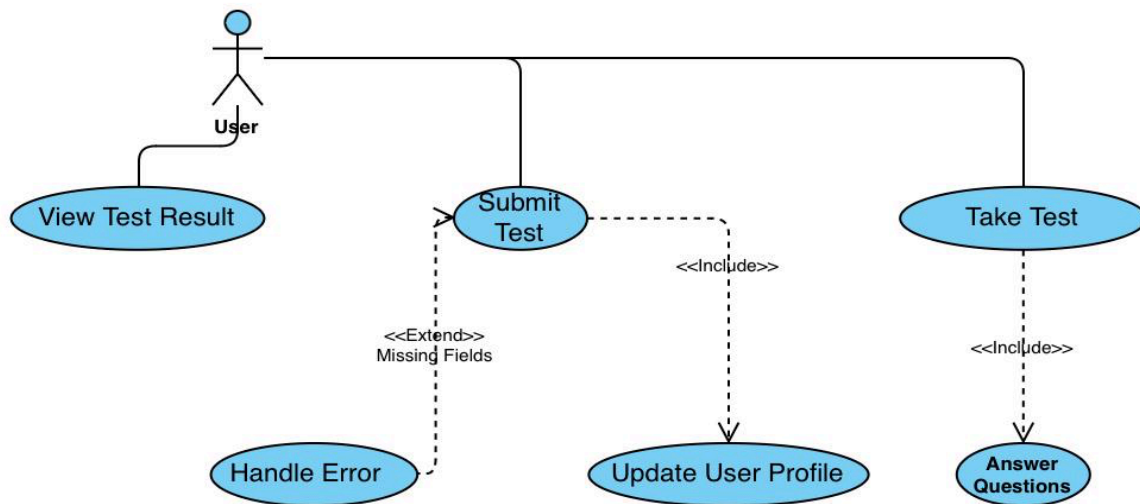 User
View Test Result
Submit
Test
Take Test
<<Include>>
<<Extend>>
Missing Fields
<<Include>>
Handle Error
Update User Profile
Answer
Questions